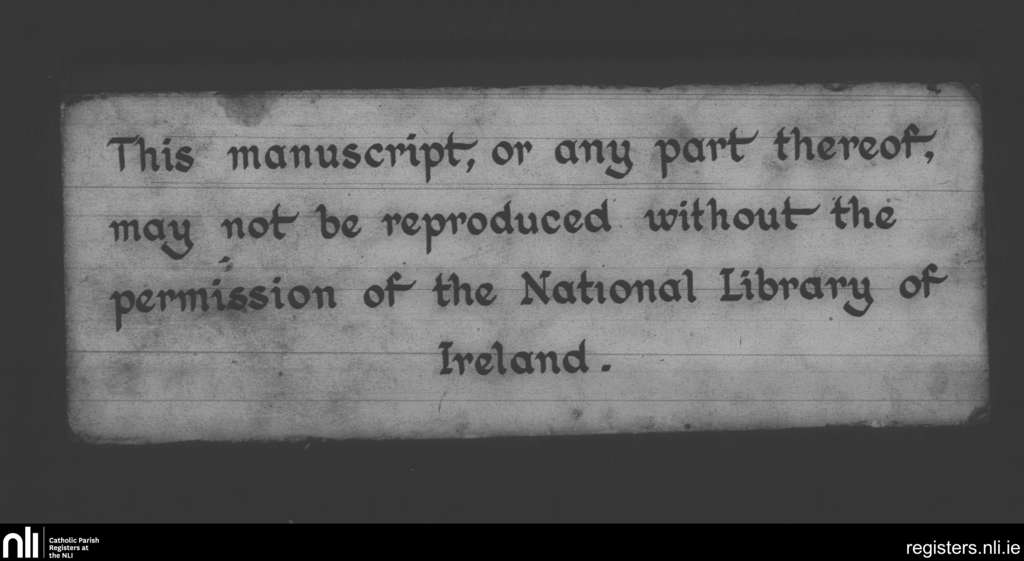 This manuscript, or any part thereof,
may not be reproduced without the
permission of the National Library of
Ireland.
nli
Catholic Parish
Registers at
the NLI
registers.nli.ie